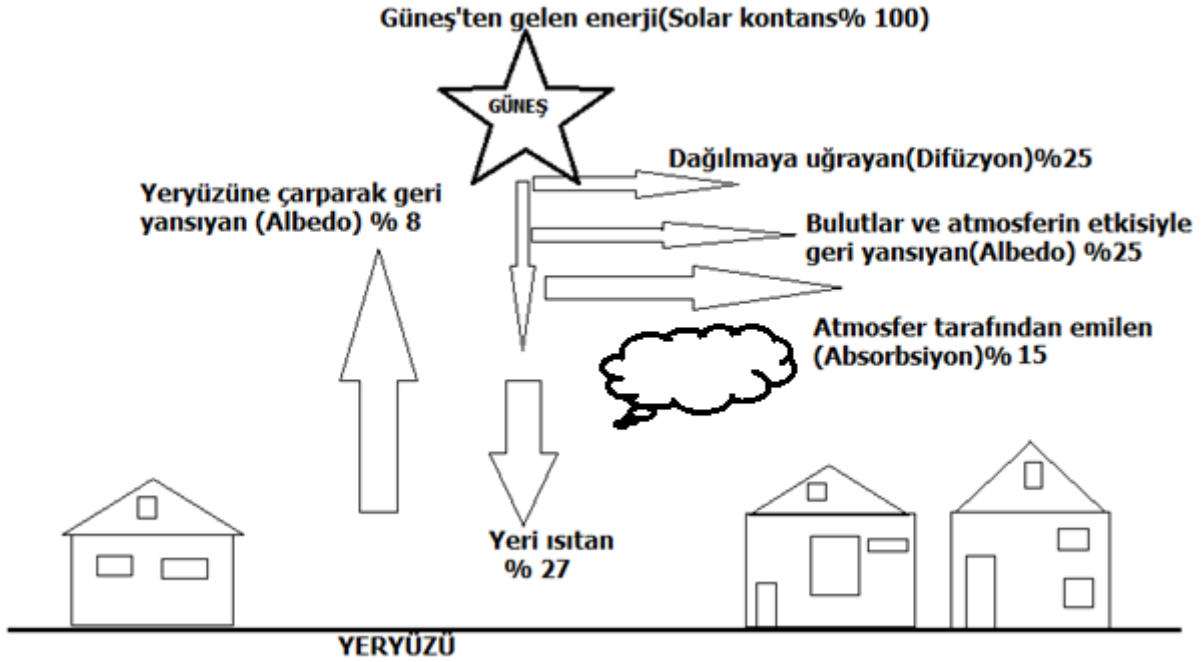 Güneş'ten gelen enerji(Solar kontans% 100)
GÜNEŞ
Dağılmaya uğrayan(Difüzyon)%25
Yeryüzüne çarparak geri
yansıyan (Albedo) % 8
Bulutlar ve atmosferin etkisiyle
geri yansıyan(Albedo) %25
Atmosfer tarafından emilen
(Absorbsiyon)% 15
Yeri ısıtan
% 27
YERYÜZÜ